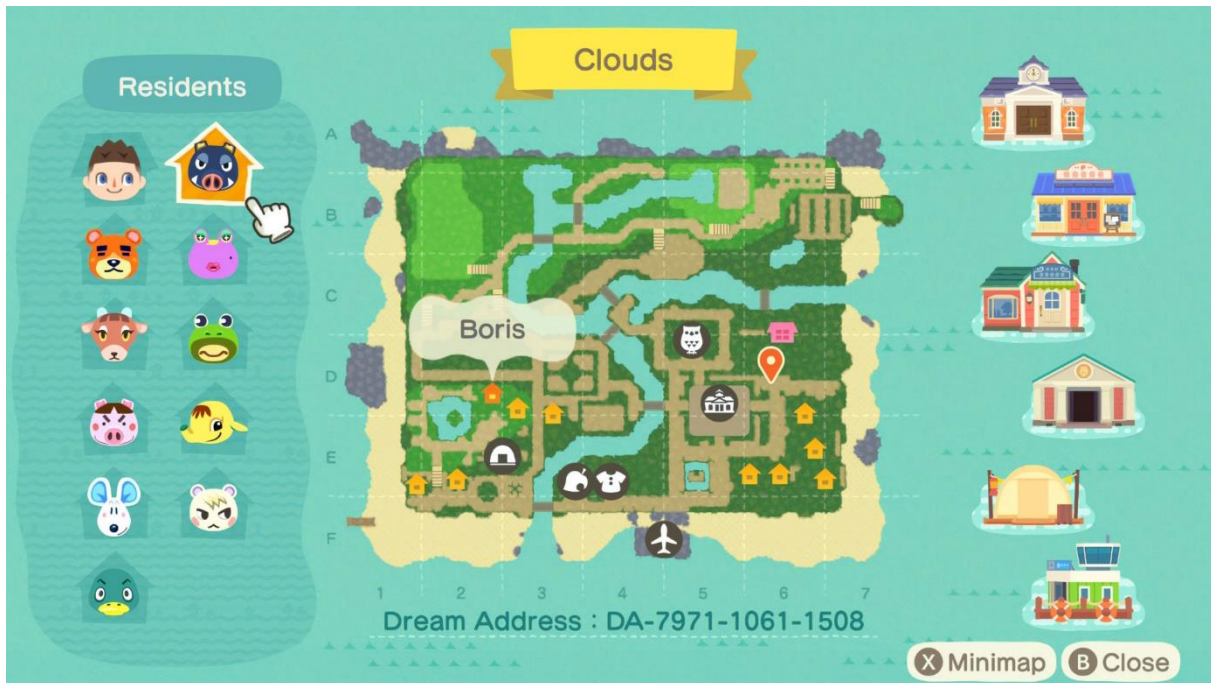 Clouds
Residents
A
B
C
D
E
F
Boris
1 2 3 4 5 6 7
Dream Address : DA-7971-1061-1508
X Minimap B Close